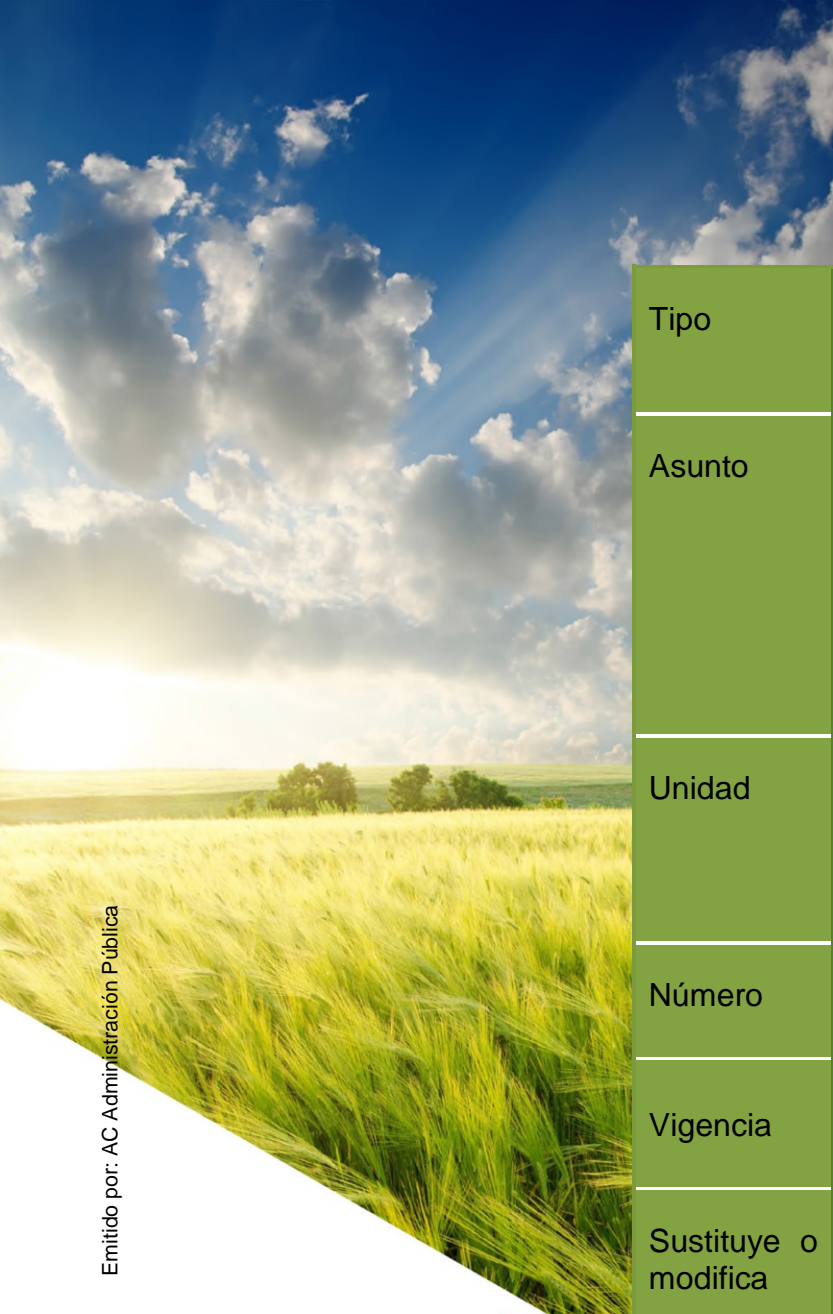 Tipo
Asunto
Unidad
Número
Vigencia
Sustituye o
modifica
Emitido por: AC Administración Pública